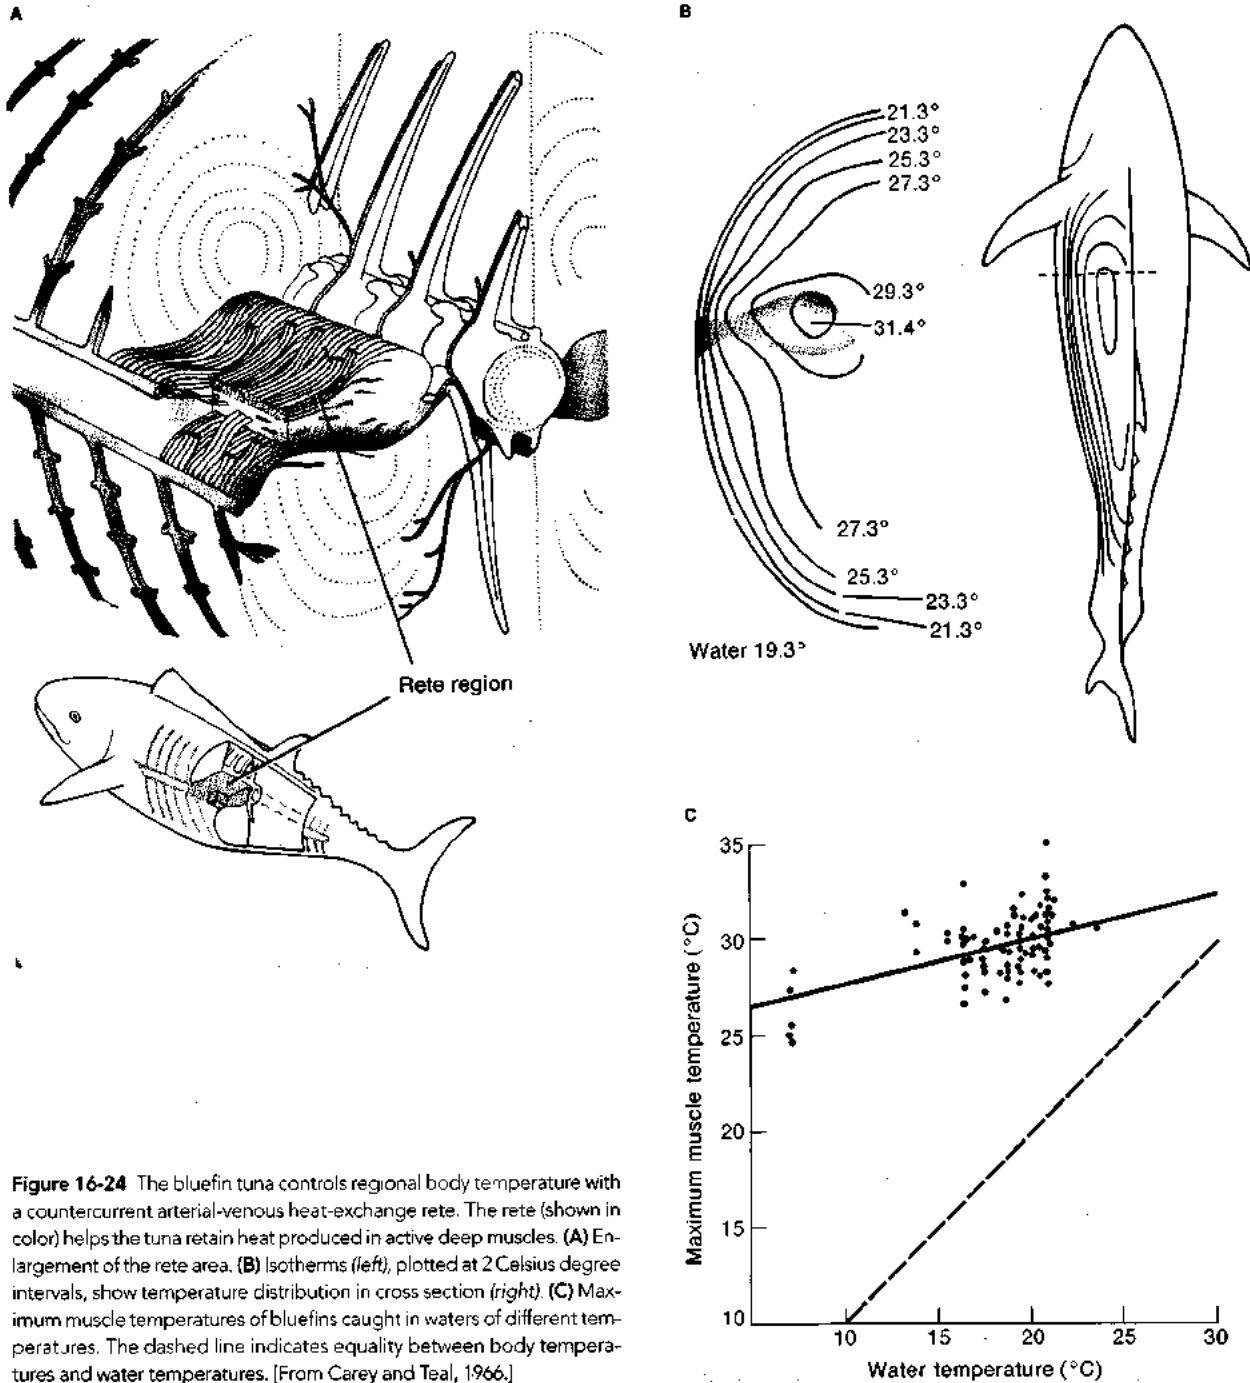 A
Rete region
B
21.3°
23.3°
25.3°
27.3°
29.3°
31.4°
27.3°
25.3°
23.3°
21.3°
Water 19.3°
C
35
30
25
20
15
10
Maximum muscle temperature (°C)
10
15
20
25
30
Water temperature (°C)
Figure 16-24 The bluefin tuna controls regional body temperature with
a countercurrent arterial-venous heat-exchange rete. The rete (shown in
color) helps the tuna retain heat produced in active deep muscles. (A) En-
largement of the rete area. (B) Isotherms (left), plotted at 2 Celsius degree
intervals, show temperature distribution in cross section (right). (C) Max-
imum muscle temperatures of bluefins caught in waters of different tem-
peratures. The dashed line indicates equality between body tempera-
tures and water temperatures. [From Carey and Teal, 1966.]